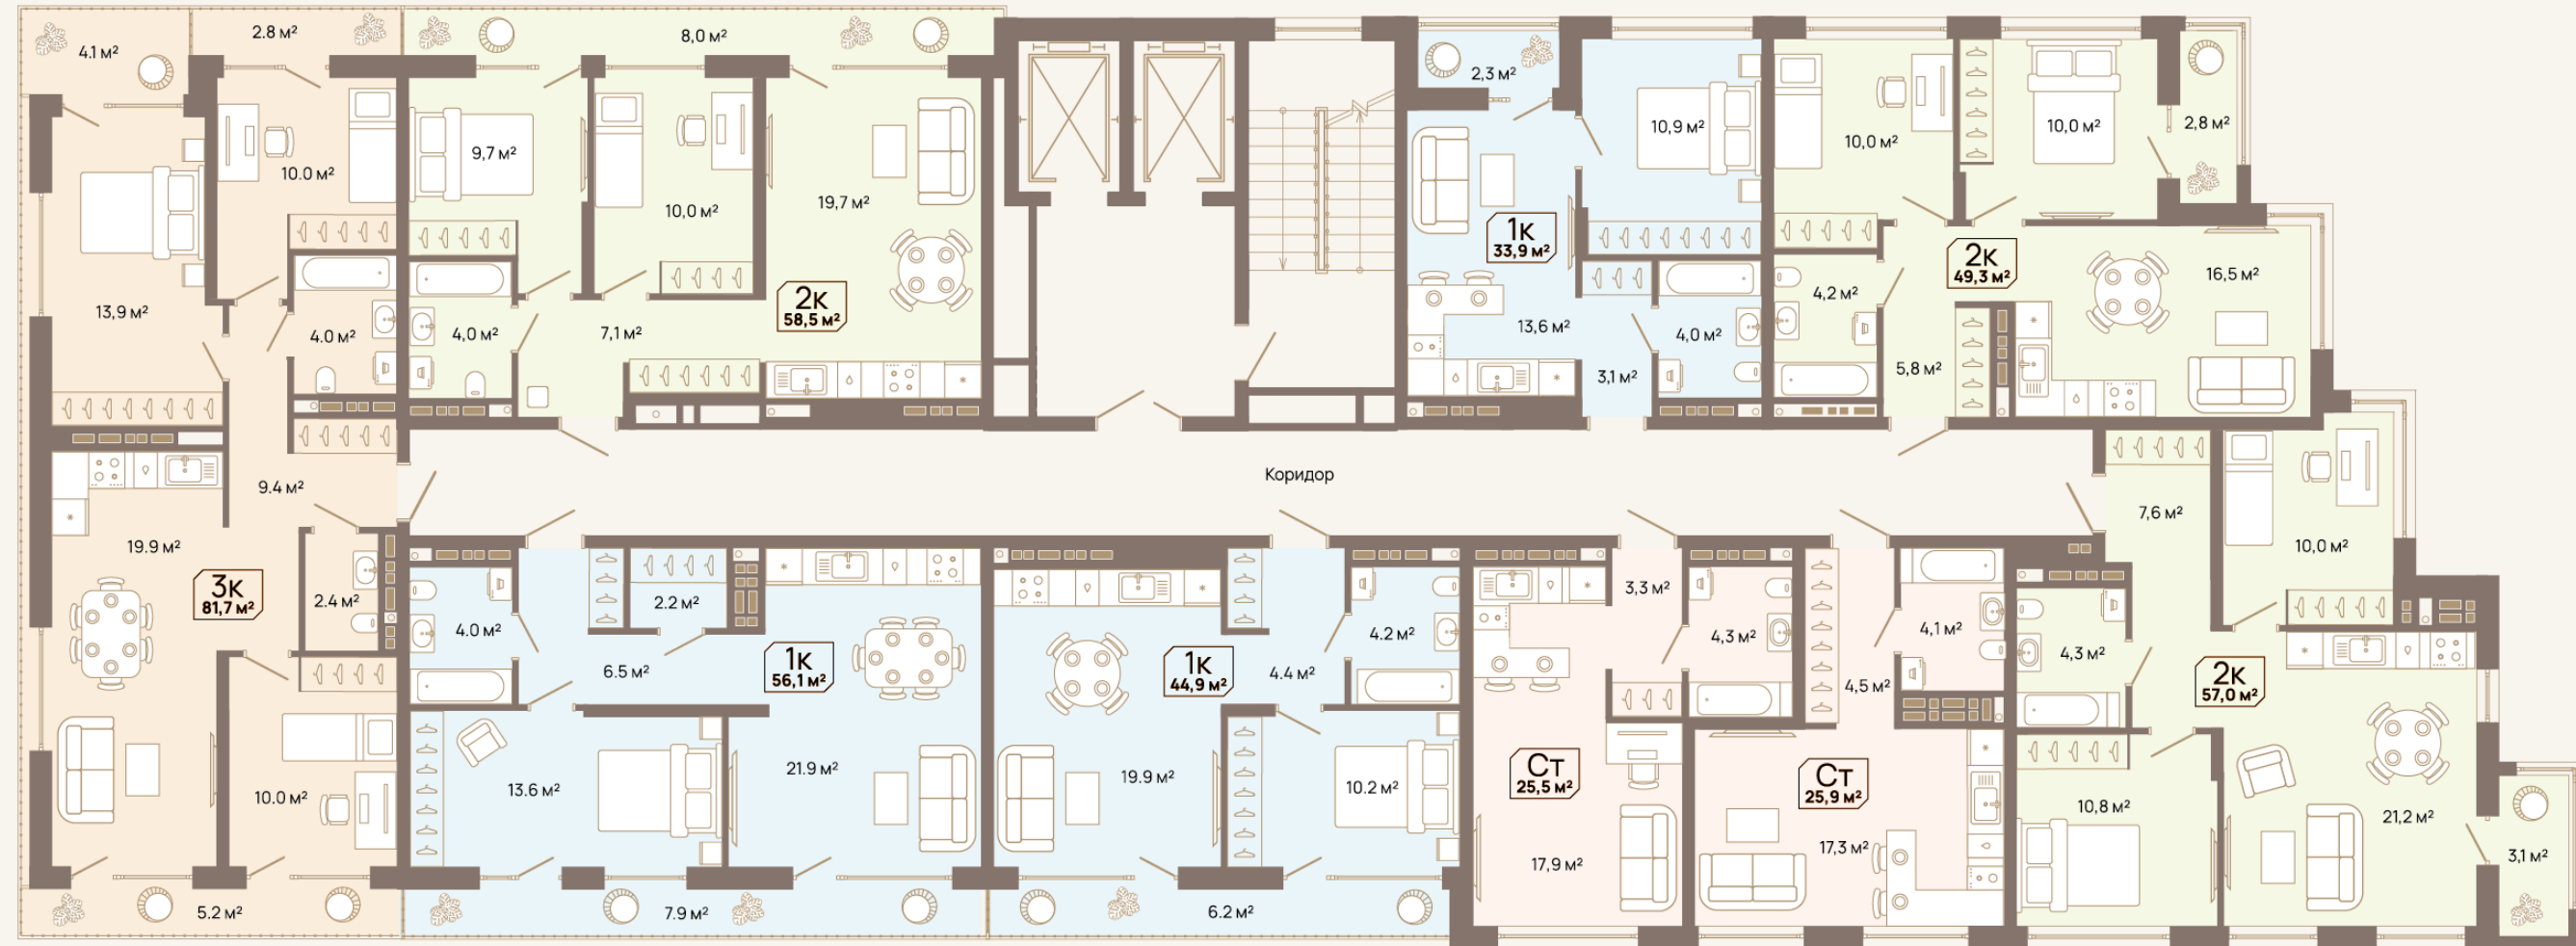 4.1 м²
2.8 м²
10.0 м²
13,9 м²
4.0 м²
9.4 м²
19.9 м²
3к
81,7 м²
2.4 м²
10.0 м²
5.2 м²
8,0 м²
9,7 м²
10,0 м²
19,7 м²
2к
58,5 м²
4,0 м²
7,1 м²
2,3 м²
10,9 м²
1к
33,9 м²
13,6 м²
4,0 м²
3,1 м²
10,0 м²
10,0 м²
2,8 м²
2к
49,3 м²
4,2 м²
16,5 м²
5,8 м²
Коридор
4.0 м²
2.2 м²
6.5 м²
1к
56,1 м²
13.6 м²
21.9 м²
7.9 м²
1к
44,9 м²
4.2 м²
4.4 м²
19.9 м²
10.2 м²
6.2 м²
3,3 м²
4,3 м²
Ст
25,5 м²
17,9 м²
4,1 м²
4,5 м²
Ст
25,9 м²
17,3 м²
7,6 м²
10,0 м²
4,3 м²
2к
57,0 м²
10,8 м²
21,2 м²
3,1 м²